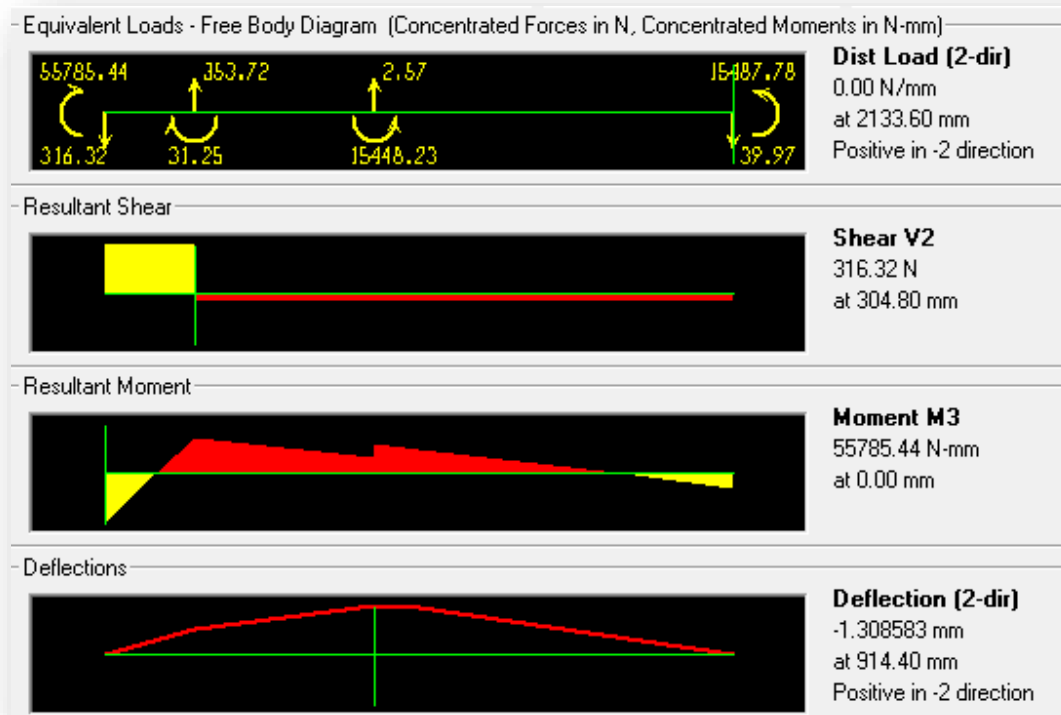 Equivalent Loads - Free Body Diagram (Concentrated Forces in N, Concentrated Moments in N-mm)
55785.44 353.72 2.57 15487.78
316.32 31.25 15448.23 39.97
Dist Load (2-dir)
0.00 N/mm
at 2133.60 mm
Positive in -2 direction
Resultant Shear
Shear V2
316.32 N
at 304.80 mm
Resultant Moment
Moment M3
55785.44 N-mm
at 0.00 mm
Deflections
Deflection (2-dir)
-1.308583 mm
at 914.40 mm
Positive in -2 direction